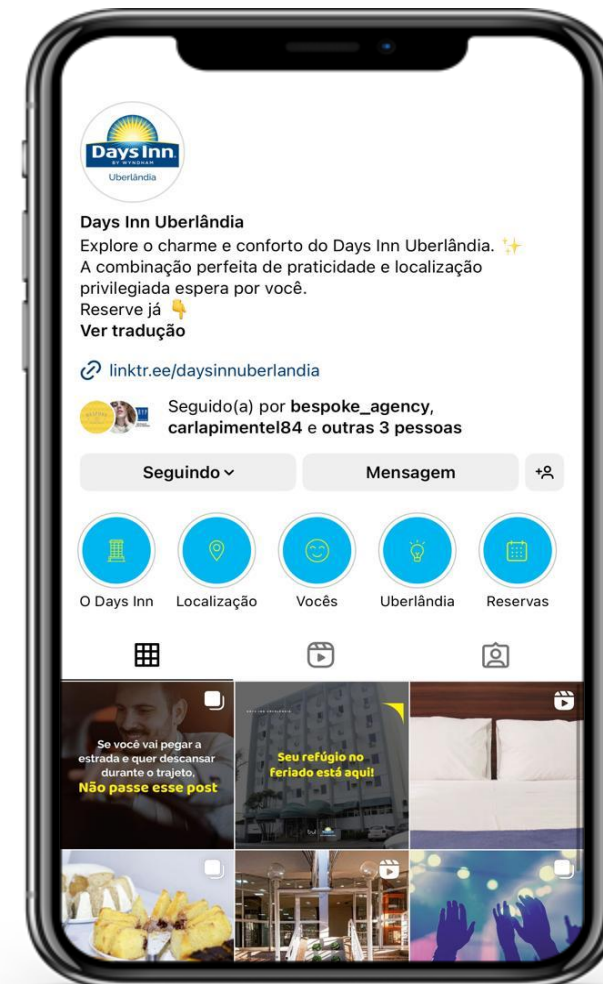 Days Inn.
BY WYNDHAM
Uberlândia
Days Inn Uberlândia
Explore o charme e conforto do Days Inn Uberlândia. ✨
A combinação perfeita de praticidade e localização
privilegiada espera por você.
Reserve já 👇
Ver tradução
linktr.ee/daysinnuberlandia
Seguido(a) por bespoke_agency,
carlapimentel84 e outras 3 pessoas
Seguindo
Mensagem
O Days Inn
Localização
Vocês
Uberlândia
Reservas
Se você vai pegar a
estrada e quer descansar
durante o trajeto,
Não passe esse post
DAYS INN UBERLÂNDIA
Seu refúgio no
feriado está aqui!